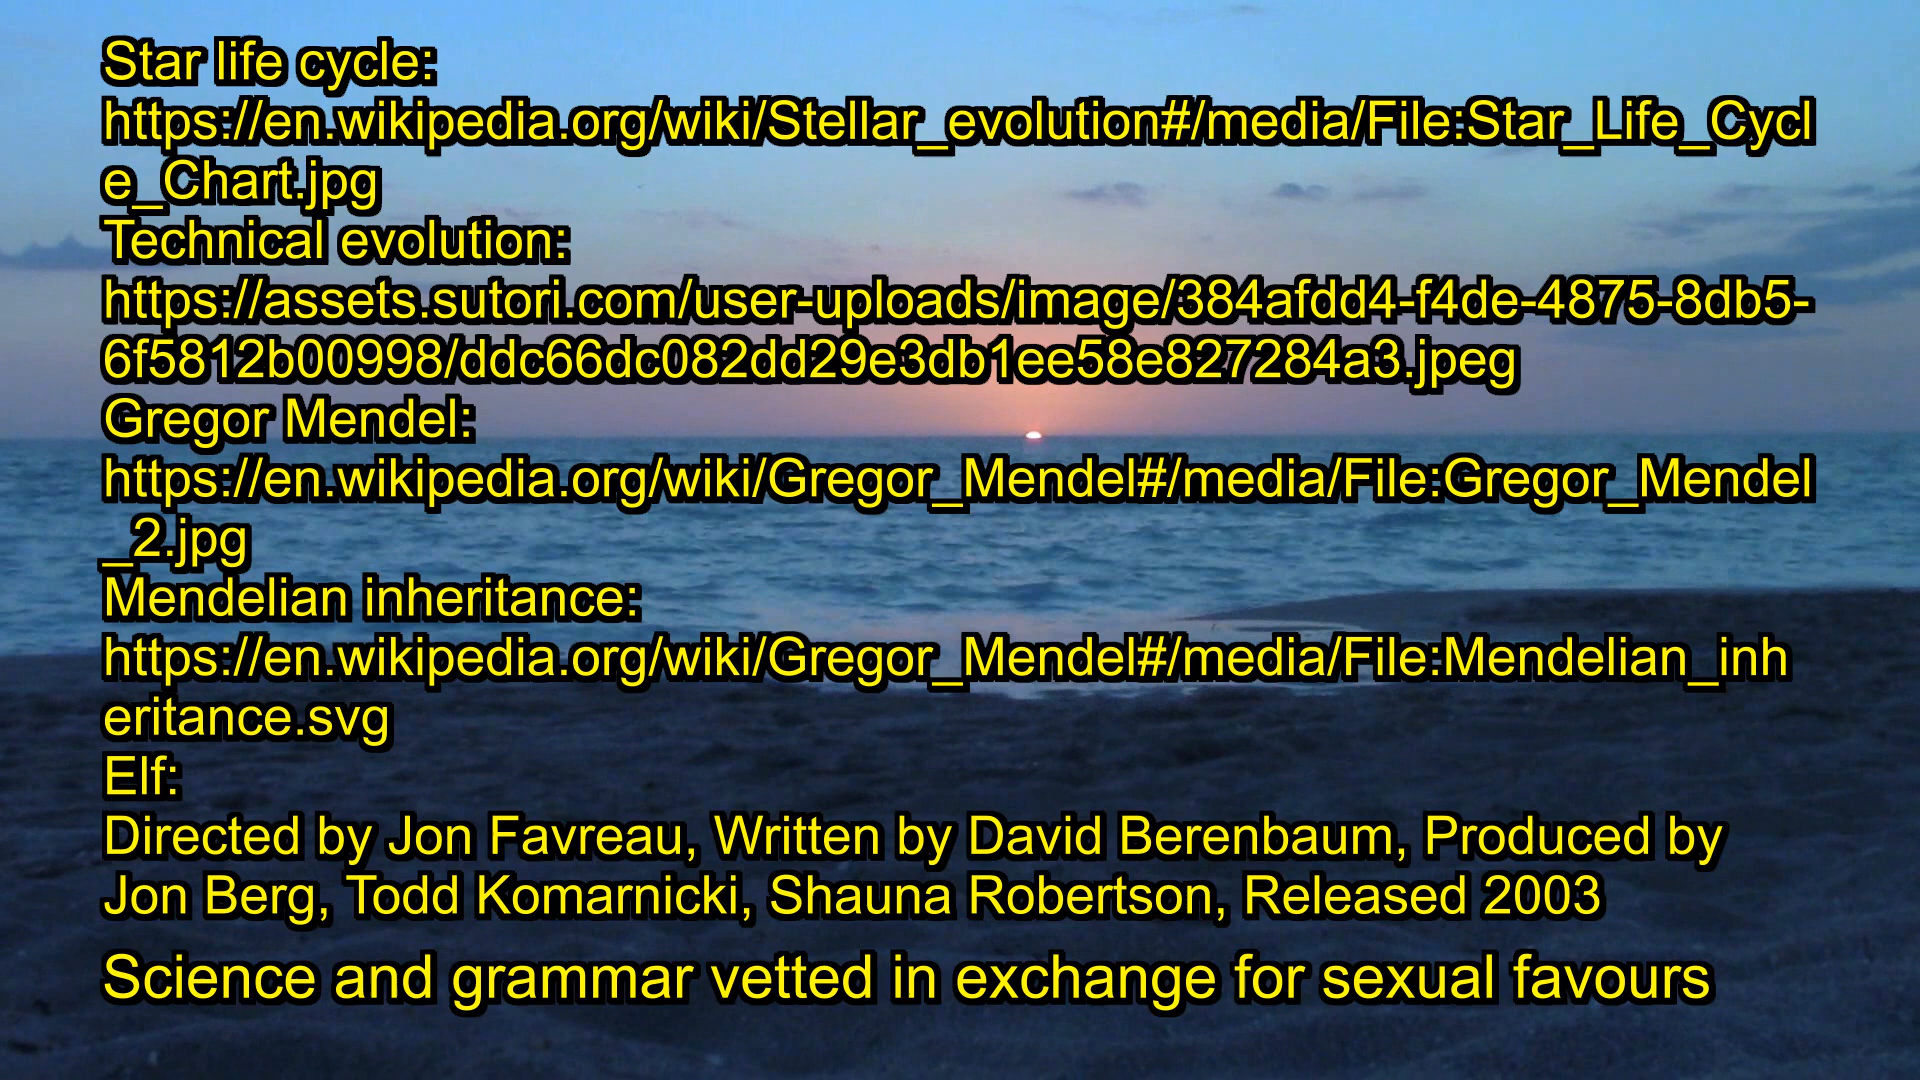 Star life cycle:
https://en.wikipedia.org/wiki/Stellar_evolution#/media/File:Star_Life_Cycl
e_Chart.jpg
Technical evolution:
https://assets.sutori.com/user-uploads/image/384afdd4-f4de-4875-8db5-
6f5812b00998/ddc66dc082dd29e3db1ee58e827284a3.jpeg
Gregor Mendel:
https://en.wikipedia.org/wiki/Gregor_Mendel#/media/File:Gregor_Mendel
_2.jpg
Mendelian inheritance:
https://en.wikipedia.org/wiki/Gregor_Mendel#/media/File:Mendelian_inh
eritance.svg
Elf:
Directed by Jon Favreau, Written by David Berenbaum, Produced by
Jon Berg, Todd Komarnicki, Shauna Robertson, Released 2003
Science and grammar vetted in exchange for sexual favours